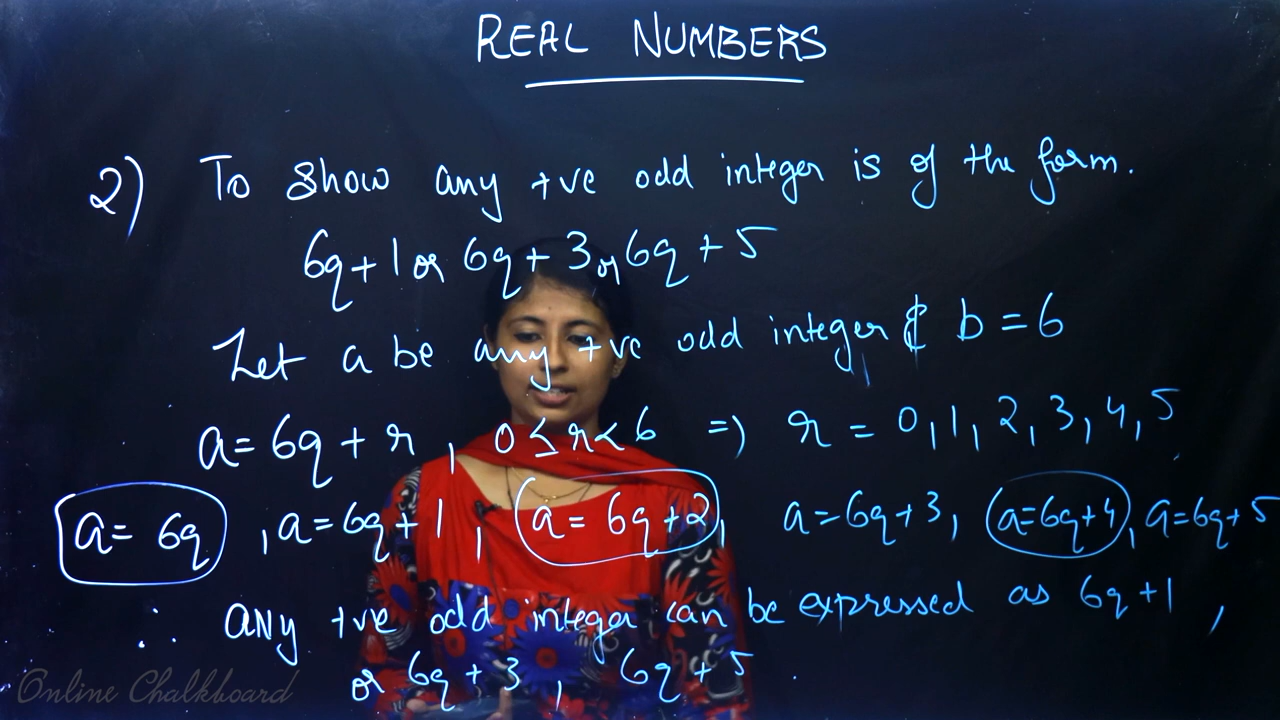 REAL NUMBERS
2) To show any +ve odd integer is of the form.
6q+1 or 6q+3 or 6q+5
Let a be any +ve odd integer & b = 6
a = 6q + r, 0 ≤ r < 6 => r = 0, 1, 2, 3, 4, 5
a = 6q, a = 6q+1, a = 6q+2, a = 6q+3, a=6q+4, a=6q+5
∴ any +ve odd integer can be expressed as 6q+1,
or 6q+3, 6q+5.
Online Chalkboard